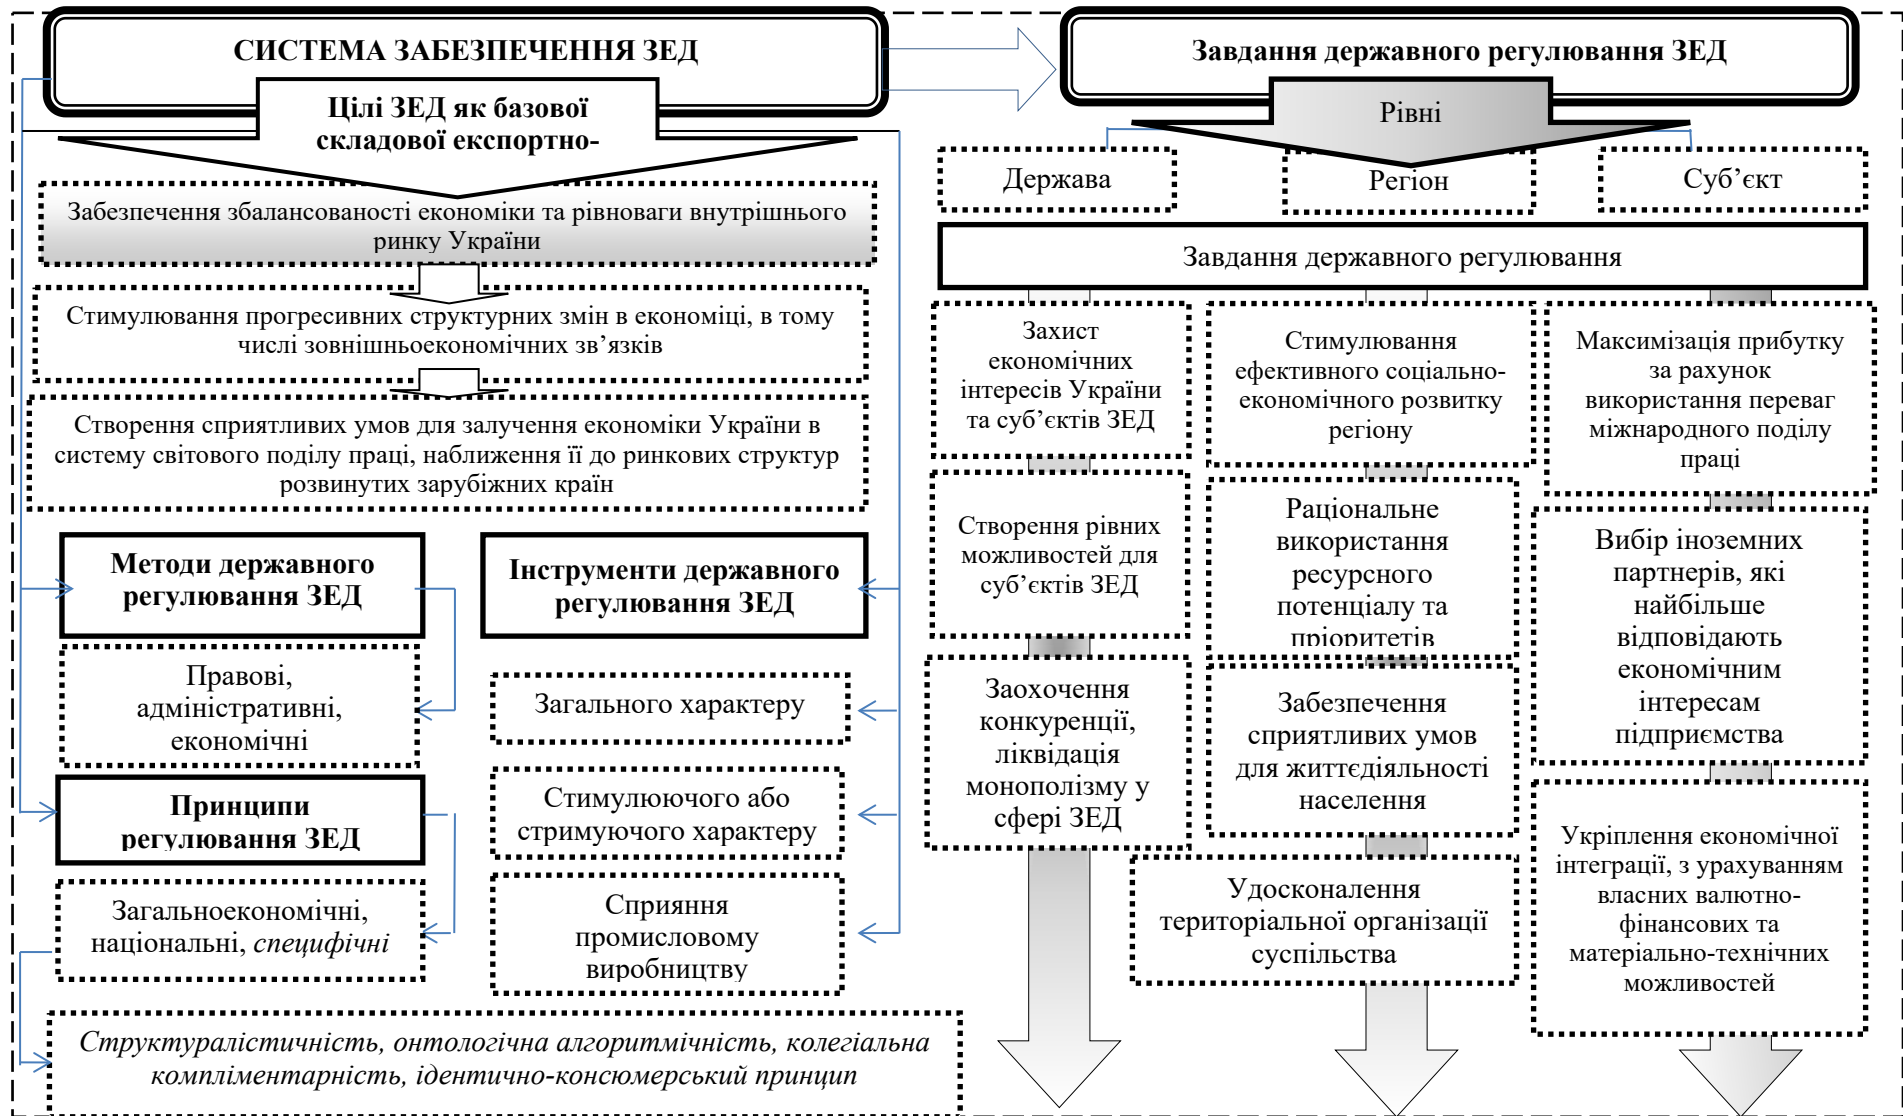 СИСТЕМА ЗАБЕЗПЕЧЕННЯ ЗЕД
Цілі ЗЕД як базової
складової експортно-
Забезпечення збалансованості економіки та рівноваги внутрішнього
ринку України
Стимулювання прогресивних структурних змін в економіці, в тому
числі зовнішньоекономічних зв’язків
Створення сприятливих умов для залучення економіки України в
систему світового поділу праці, наближення її до ринкових структур
розвинутих зарубіжних країн
Методи державного
регулювання ЗЕД
Правові,
адміністративні,
економічні
Принципи
регулювання ЗЕД
Загальноекономічні,
національні, специфічні
Структуралістичність, онтологічна алгоритмічність, колегіальна
компліментарність, ідентично-консюмерський принцип
Інструменти державного
регулювання ЗЕД
Загального характеру
Стимулюючого або
стримуючого характеру
Сприяння
промисловому
виробництву
Завдання державного регулювання ЗЕД
Рівні
Держава
Регіон
Суб’єкт
Завдання державного регулювання
Захист
економічних
інтересів України
та суб’єктів ЗЕД
Створення рівних
можливостей для
суб’єктів ЗЕД
Заохочення
конкуренції,
ліквідація
монополізму у
сфері ЗЕД
Стимулювання
ефективного соціально-
економічного розвитку
регіону
Раціональне
використання
ресурсного
потенціалу та
пріоритетів
Забезпечення
сприятливих умов
для життєдіяльності
населення
Удосконалення
територіальної організації
суспільства
Максимізація прибутку
за рахунок
використання переваг
міжнародного поділу
праці
Вибір іноземних
партнерів, які
найбільше
відповідають
економічним
інтересам
підприємства
Укріплення економічної
інтеграції, з урахуванням
власних валютно-
фінансових та
матеріально-технічних
можливостей